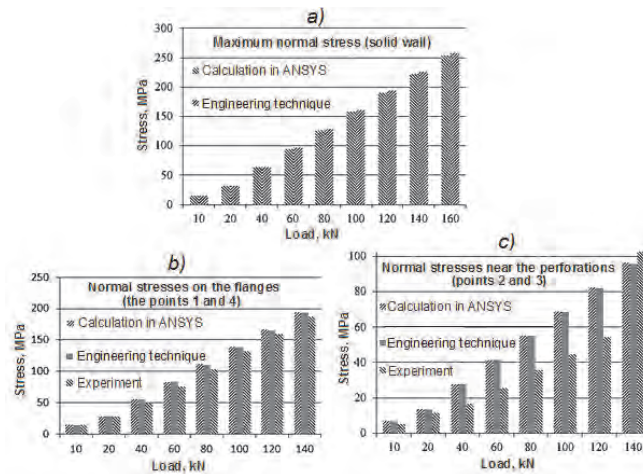 a)
300
250
200
150
100
50
0
Stress, MPa
Maximum normal stress (solid wall)
Calculation in ANSYS
Engineering technique
10 20 40 60 80 100 120 140 160
Load, kN
b)
250
200
150
100
50
0
Stress, MPa
Normal stresses on the flanges
(the points 1 and 4)
Calculation in ANSYS
Engineering technique
Experiment
10 20 40 60 80 100 120 140
Load, kN
c)
100
80
60
40
20
0
Stress, MPa
Normal stresses near the perforations
(points 2 and 3)
Calculation in ANSYS
Engineering technique
Experiment
10 20 40 60 80 100 120 140
Load, kN